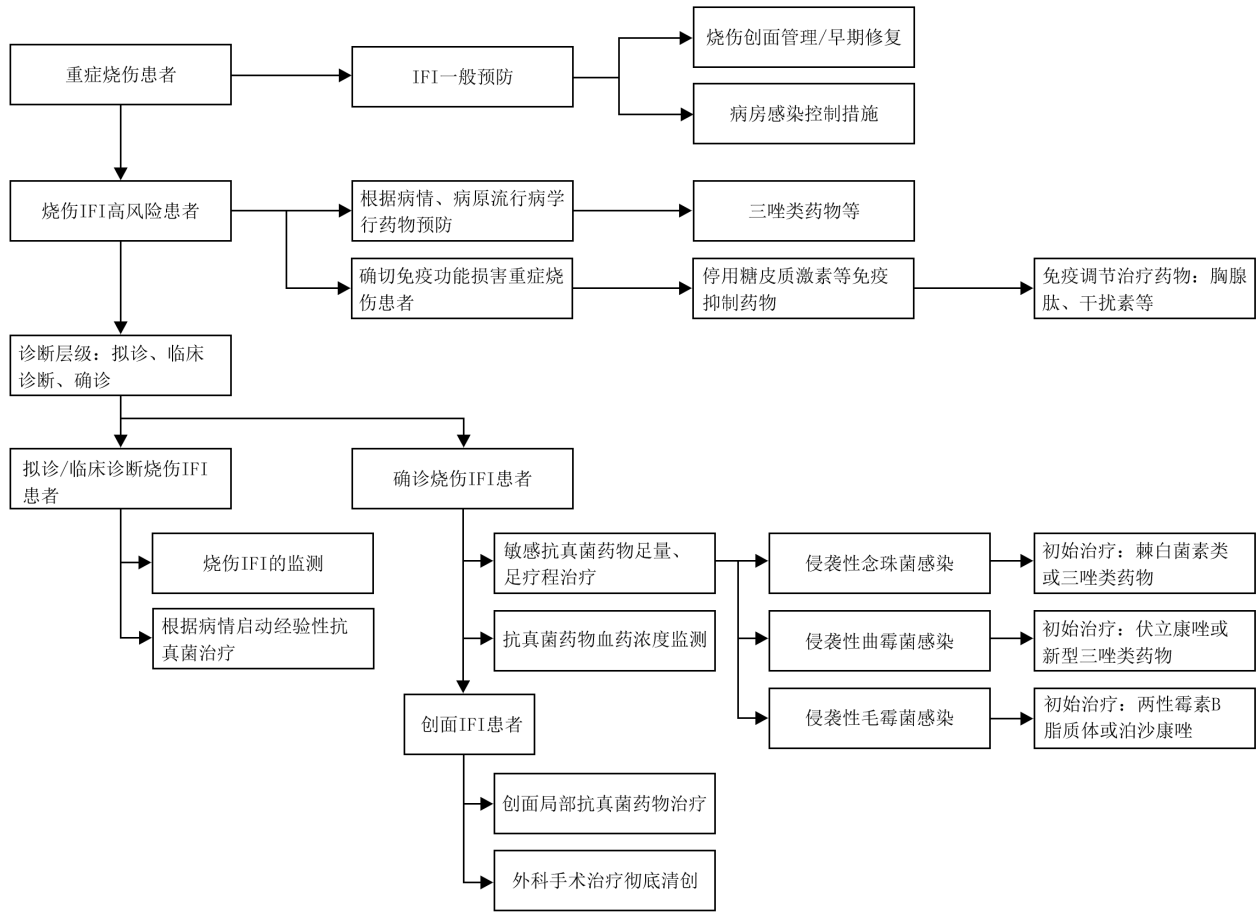 重症烧伤患者
IFI一般预防
烧伤创面管理/早期修复
病房感染控制措施
烧伤IFI高风险患者
根据病情、病原流行病学
行药物预防
三唑类药物等
确切免疫功能损害重症烧
伤患者
停用糖皮质激素等免疫
抑制药物
免疫调节治疗药物：胸腺
肽、干扰素等
诊断层级：拟诊、临床
诊断、确诊
拟诊/临床诊断烧伤IFI
患者
烧伤IFI的监测
根据病情启动经验性抗
真菌治疗
确诊烧伤IFI患者
敏感抗真菌药物足量、
足疗程治疗
侵袭性念珠菌感染
初始治疗：棘白菌素类
或三唑类药物
抗真菌药物血药浓度监测
侵袭性曲霉菌感染
初始治疗：伏立康唑或
新型三唑类药物
侵袭性毛霉菌感染
初始治疗：两性霉素B
脂质体或泊沙康唑
创面IFI患者
创面局部抗真菌药物治疗
外科手术治疗彻底清创